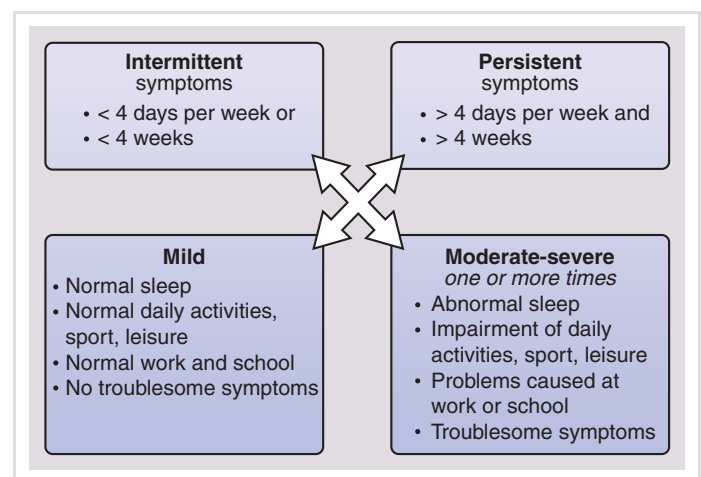 Intermittent
symptoms
• < 4 days per week or
• < 4 weeks
Persistent
symptoms
• > 4 days per week and
• > 4 weeks
Mild
• Normal sleep
• Normal daily activities,
sport, leisure
• Normal work and school
• No troublesome symptoms
Moderate-severe
one or more times
• Abnormal sleep
• Impairment of daily
activities, sport, leisure
• Problems caused at
work or school
• Troublesome symptoms